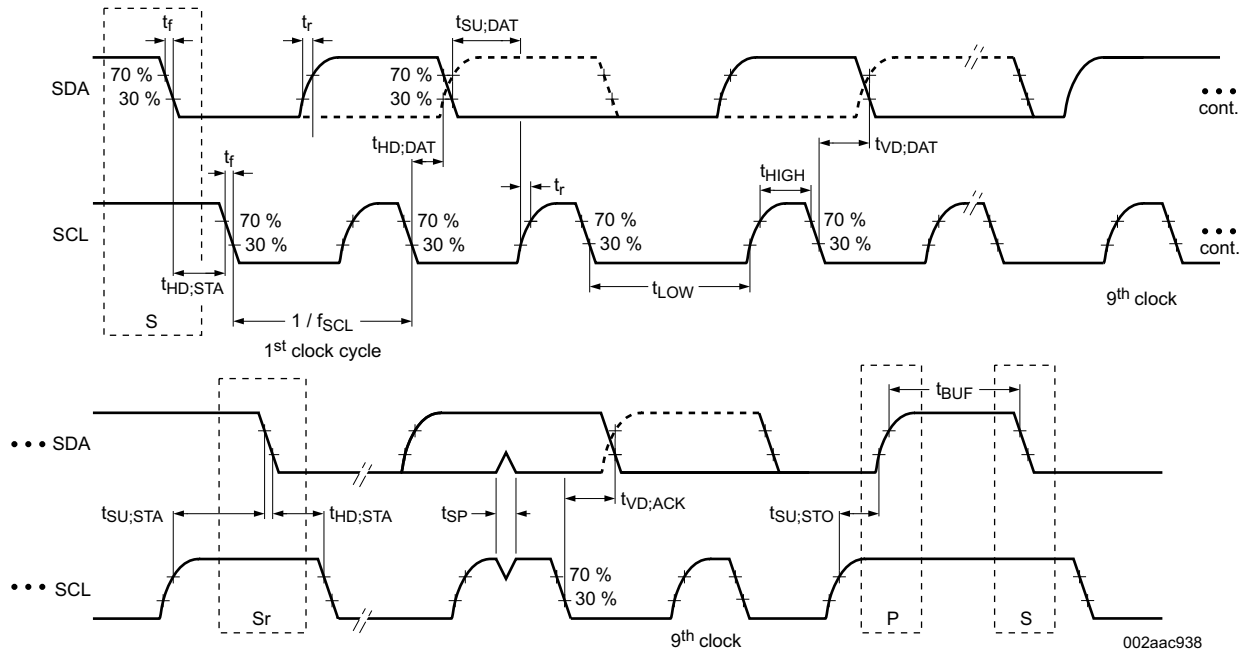 tf tr tSU;DAT
SDA 70 % 30 % 70 % 30 % ••• cont.
tHD;DAT tVD;DAT
tf tr tHIGH
SCL 70 % 30 % 70 % 30 % 70 % 30 % 70 % 30 % ••• cont.
tHD;STA tLOW 9th clock
S 1 / fSCL
1st clock cycle
tBUF
••• SDA
tSU;STA tHD;STA tSP tVD;ACK tSU;STO
••• SCL 70 % 30 %
Sr 9th clock P S
002aac938